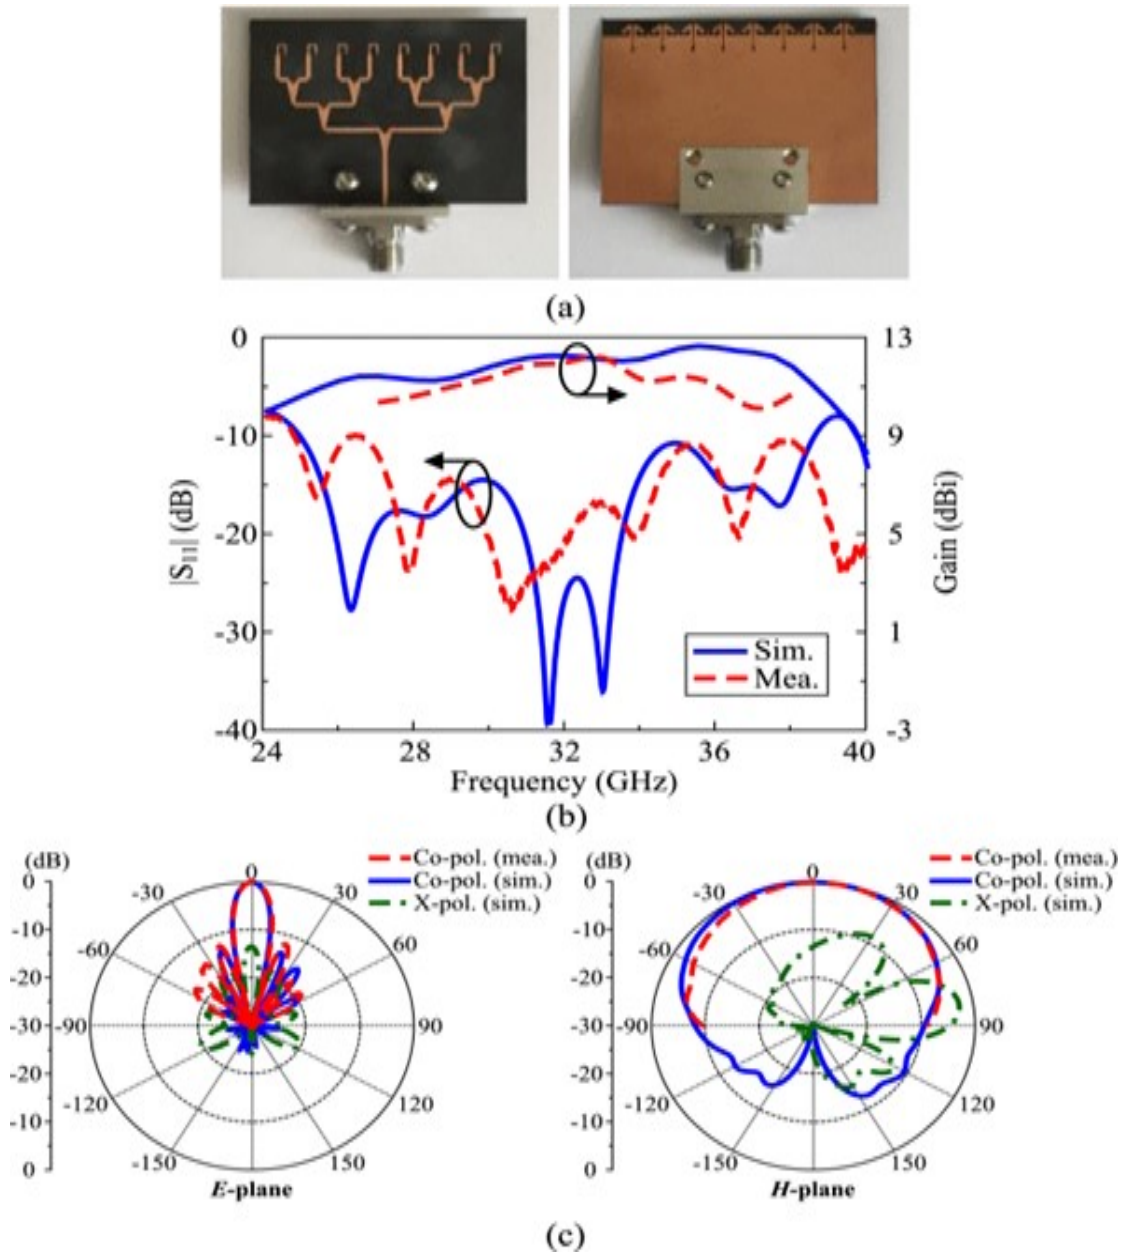 (a)
0
-10
-20
-30
-40
|S11| (dB)
13
9
5
1
-3
Gain (dBi)
Sim.
Mea.
24 28 32 36 40
Frequency (GHz)
(b)
(dB)
0
-10
-20
-30
-20
-10
0
Co-pol. (mea.)
Co-pol. (sim.)
X-pol. (sim.)
0
-30 30
-60 60
-90 90
-120 120
-150 150
E-plane
(dB)
0
-10
-20
-30
-20
-10
0
Co-pol. (mea.)
Co-pol. (sim.)
X-pol. (sim.)
0
-30 30
-60 60
-90 90
-120 120
-150 150
H-plane
(c)